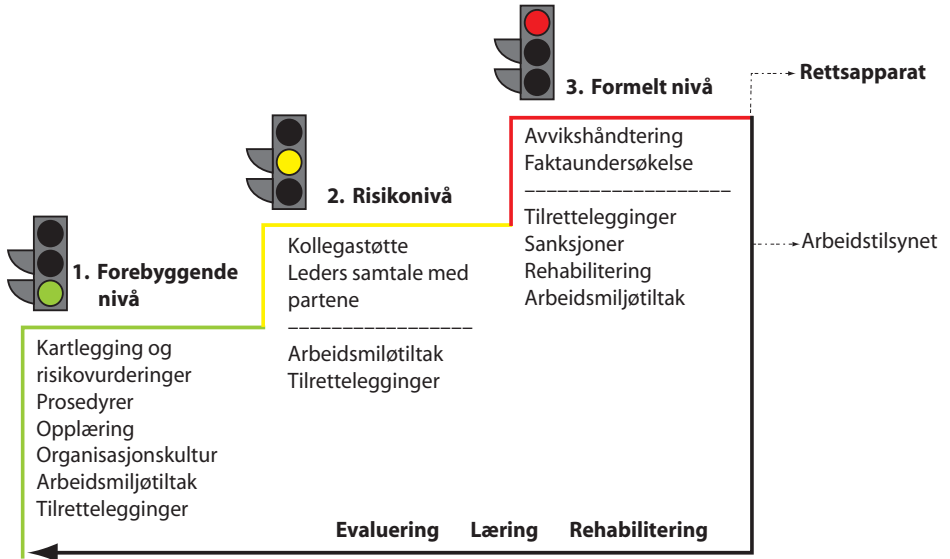 1. Forebyggende
nivå
Kartlegging og
risikovurderinger
Prosedyrer
Opplæring
Organisasjonskultur
Arbeidsmiljøtiltak
Tilrettelegginger
2. Risikonivå
Kollegastøtte
Leders samtale med
partene
Arbeidsmiløtiltak
Tilrettelegginger
3. Formelt nivå
Avvikshåndtering
Faktaundersøkelse
Tilrettelegginger
Sanksjoner
Rehabilitering
Arbeidsmiljøtiltak
Rettsapparat
Arbeidstilsynet
Evaluering Læring Rehabilitering